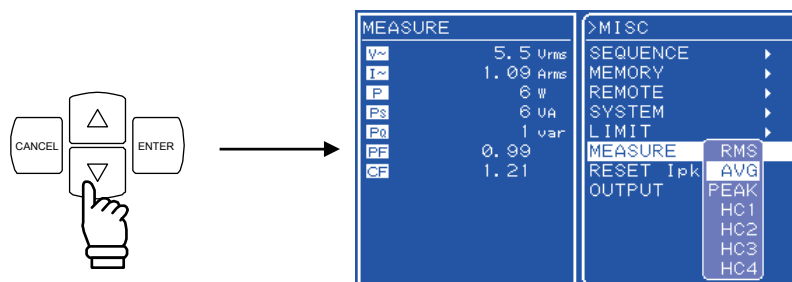 CANCEL
ENTER
MEASURE
V~ 5.5 Vrms
I~ 1.09 Arms
P 6 W
PS 6 VA
PQ 1 var
PF 0.99
CF 1.21
>MISC
SEQUENCE
MEMORY
REMOTE
SYSTEM
LIMIT
MEASURE
RESET Ipk
OUTPUT
RMS
AVG
PEAK
HC1
HC2
HC3
HC4